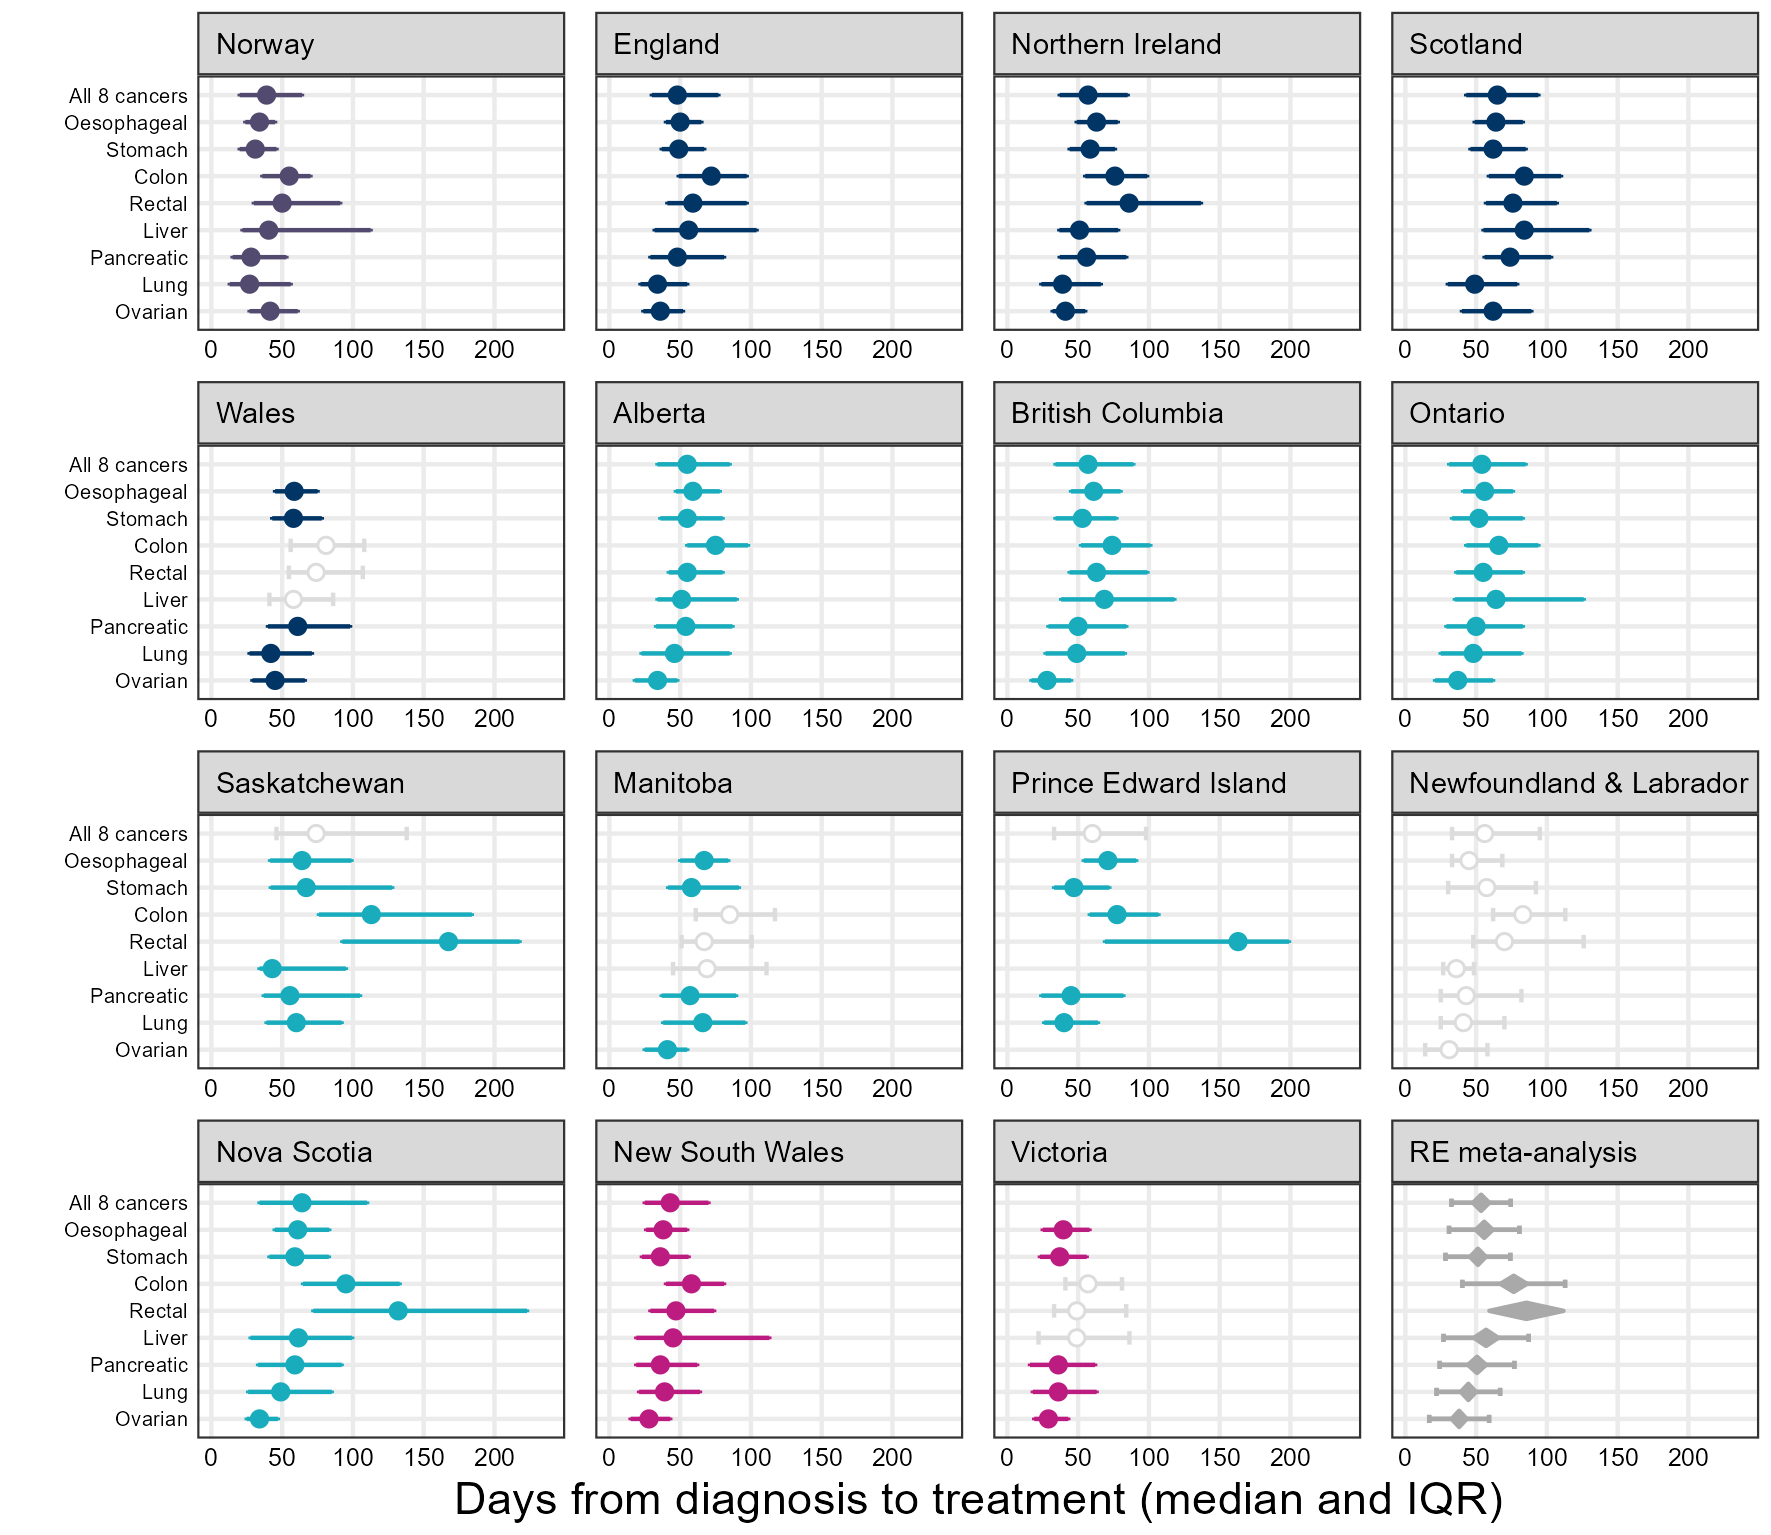 Norway England Northern Ireland Scotland
All 8 cancers
Oesophageal
Stomach
Colon
Rectal
Liver
Pancreatic
Lung
Ovarian
0 50 100 150 200 0 50 100 150 200 0 50 100 150 200 0 50 100 150 200
Wales Alberta British Columbia Ontario
All 8 cancers
Oesophageal
Stomach
Colon
Rectal
Liver
Pancreatic
Lung
Ovarian
0 50 100 150 200 0 50 100 150 200 0 50 100 150 200 0 50 100 150 200
Saskatchewan Manitoba Prince Edward Island Newfoundland & Labrador
All 8 cancers
Oesophageal
Stomach
Colon
Rectal
Liver
Pancreatic
Lung
Ovarian
0 50 100 150 200 0 50 100 150 200 0 50 100 150 200 0 50 100 150 200
Nova Scotia New South Wales Victoria RE meta-analysis
All 8 cancers
Oesophageal
Stomach
Colon
Rectal
Liver
Pancreatic
Lung
Ovarian
0 50 100 150 200 0 50 100 150 200 0 50 100 150 200 0 50 100 150 200
Days from diagnosis to treatment (median and IQR)